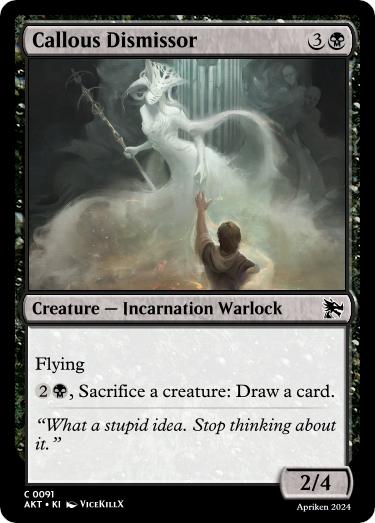 Callous Dismissor 3
Creature — Incarnation Warlock
Flying
2, Sacrifice a creature: Draw a card.
“What a stupid idea. Stop thinking about
it.”
2/4
C 0091
AKT • KI ViceKillX
Apriken 2024